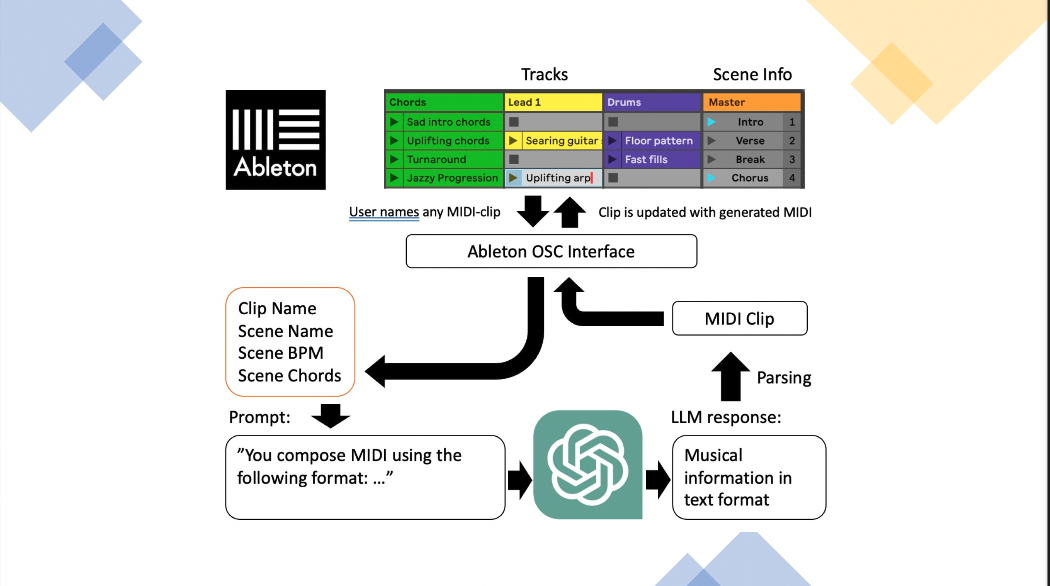 Tracks
Scene Info
Chords
Lead 1
Drums
Master
Sad intro chords
Intro 1
Uplifting chords
Searing guitar
Floor pattern
Verse 2
Turnaround
Fast fills
Break 3
Jazzy Progression
Uplifting arp
Chorus 4
Ableton
User names any MIDI-clip
Clip is updated with generated MIDI
Ableton OSC Interface
Clip Name
Scene Name
Scene BPM
Scene Chords
MIDI Clip
Parsing
Prompt:
LLM response:
"You compose MIDI using the
following format: ..."
Musical
information in
text format